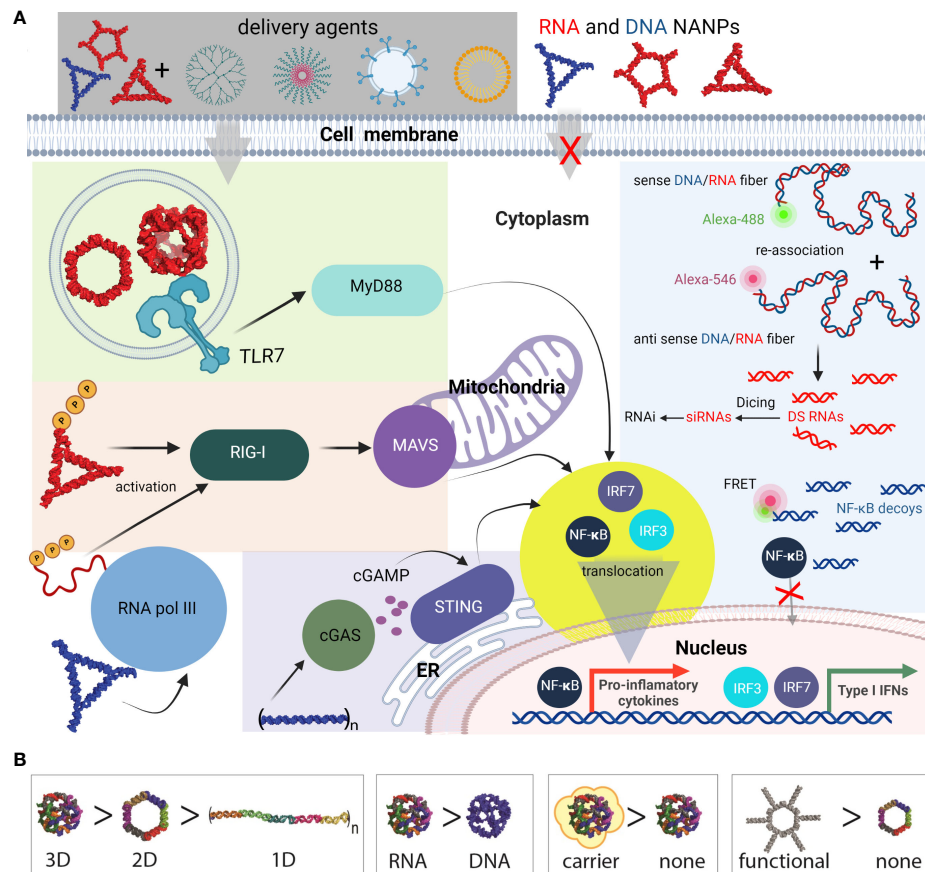 A
delivery agents
RNA and DNA NANPs
+
Cell membrane
X
Cytoplasm
sense DNA/RNA fiber
Alexa-488
re-association
+
Alexa-546
anti sense DNA/RNA fiber
MyD88
TLR7
Mitochondria
P P P
RIG-I
MAVS
activation
Dicing
RNAi siRNAs DS RNAs
IRF7
NF-κB IRF3
translocation
FRET
NF-κB decoys
NF-κB
X
P P P
RNA pol III
cGAMP
STING
cGAS
ER
n
Nucleus
NF-κB
Pro-inflamatory
cytokines
IRF3 IRF7
Type I IFNs
B
> > n
3D 2D 1D
>
RNA DNA
>
carrier none
>
functional none